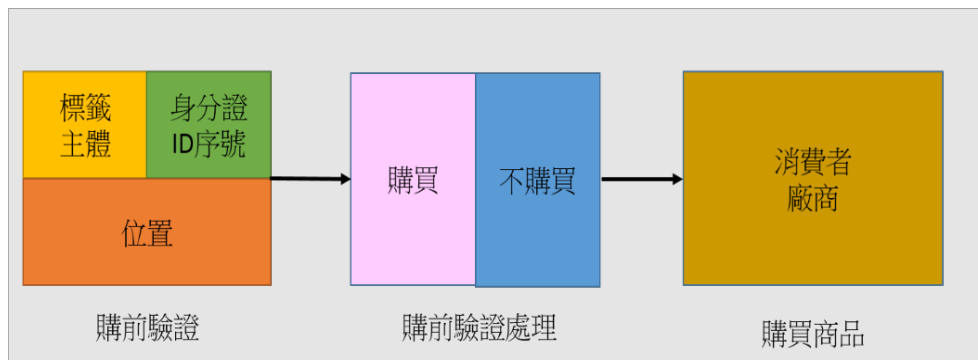 標籤
主體
身分證
ID序號
位置
購買
不購買
消費者
廠商
購前驗證
購前驗證處理
購買商品